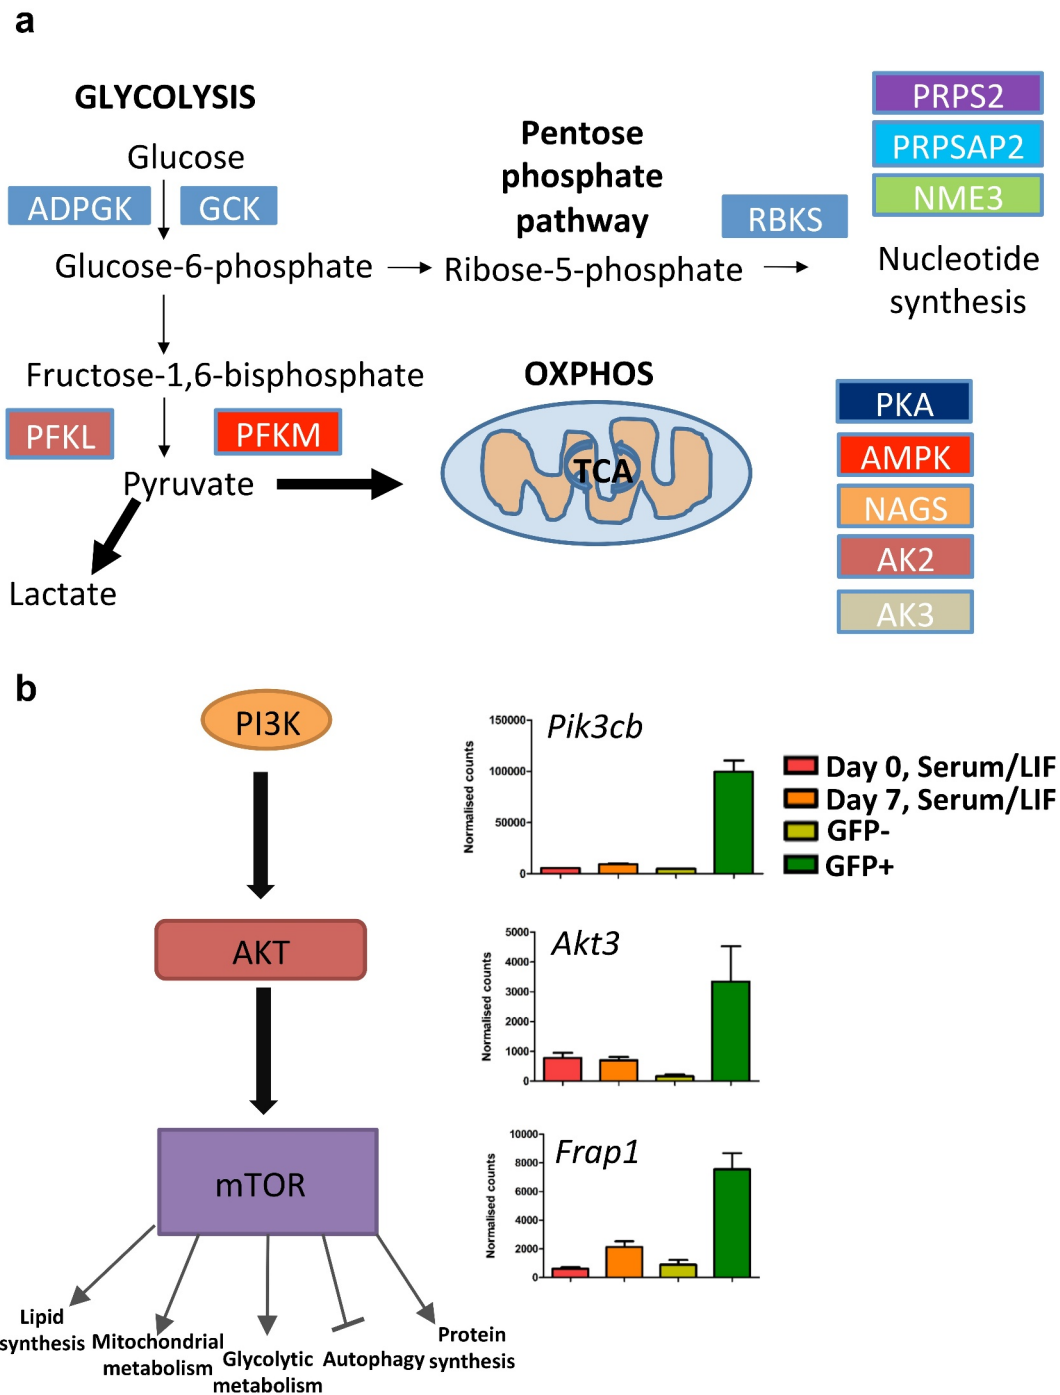 a
GLYCOLYSIS
Glucose
ADPGK
GCK
Glucose-6-phosphate
Pentose
phosphate
pathway
Ribose-5-phosphate
RBKS
PRPS2
PRPSAP2
NME3
Nucleotide
synthesis
Fructose-1,6-bisphosphate
PFKL
PFKM
Pyruvate
Lactate
OXPHOS
TCA
PKA
AMPK
NAGS
AK2
AK3
b
PI3K
AKT
mTOR
Lipid
synthesis
Mitochondrial
metabolism
Glycolytic
metabolism
Autophagy
Protein
synthesis
Pik3cb
Normalised counts
150000
100000
50000
0
Day 0, Serum/LIF
Day 7, Serum/LIF
GFP-
GFP+
Akt3
Normalised counts
5000
4000
3000
2000
1000
0
Frap1
Normalised counts
10000
8000
6000
4000
2000
0